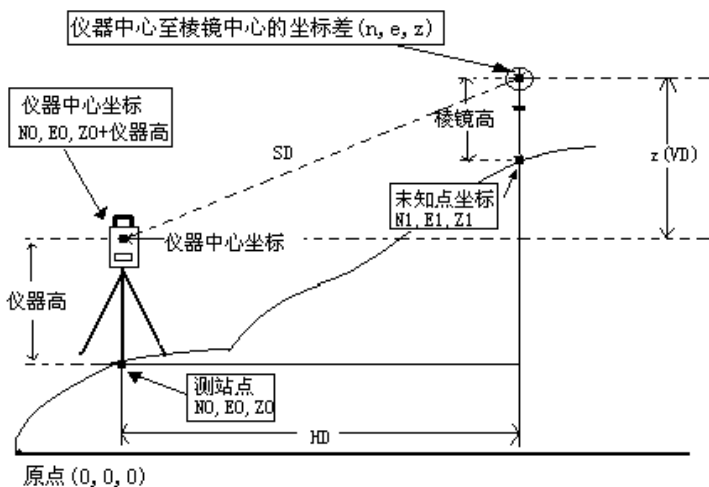 仪器中心至棱镜中心的坐标差(n,e,z)
仪器中心坐标
N0,E0,Z0+仪器高
SD
棱镜高
z(VD)
未知点坐标
N1,E1,Z1
仪器中心坐标
仪器高
测站点
N0,E0,Z0
HD
原点(0,0,0)